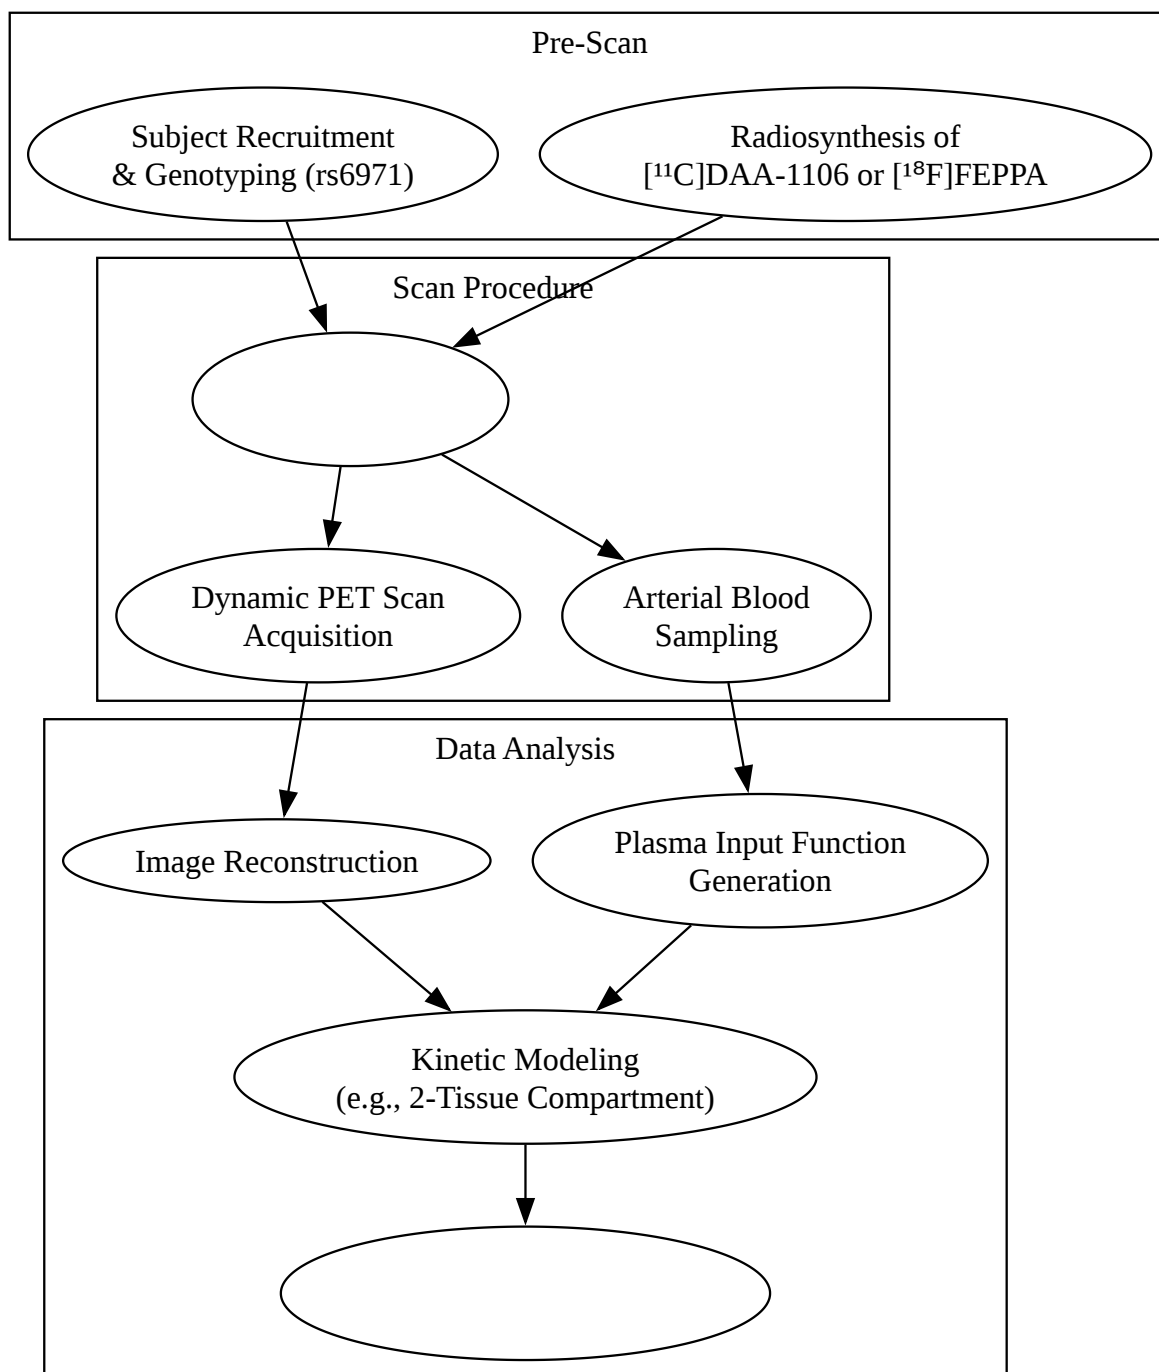 Pre-Scan
Subject Recruitment
& Genotyping (rs6971)
Radiosynthesis of
[¹¹C]DAA-1106 or [¹⁸F]FEPPA
Scan Procedure
Dynamic PET Scan
Acquisition
Arterial Blood
Sampling
Data Analysis
Image Reconstruction
Plasma Input Function
Generation
Kinetic Modeling
(e.g., 2-Tissue Compartment)